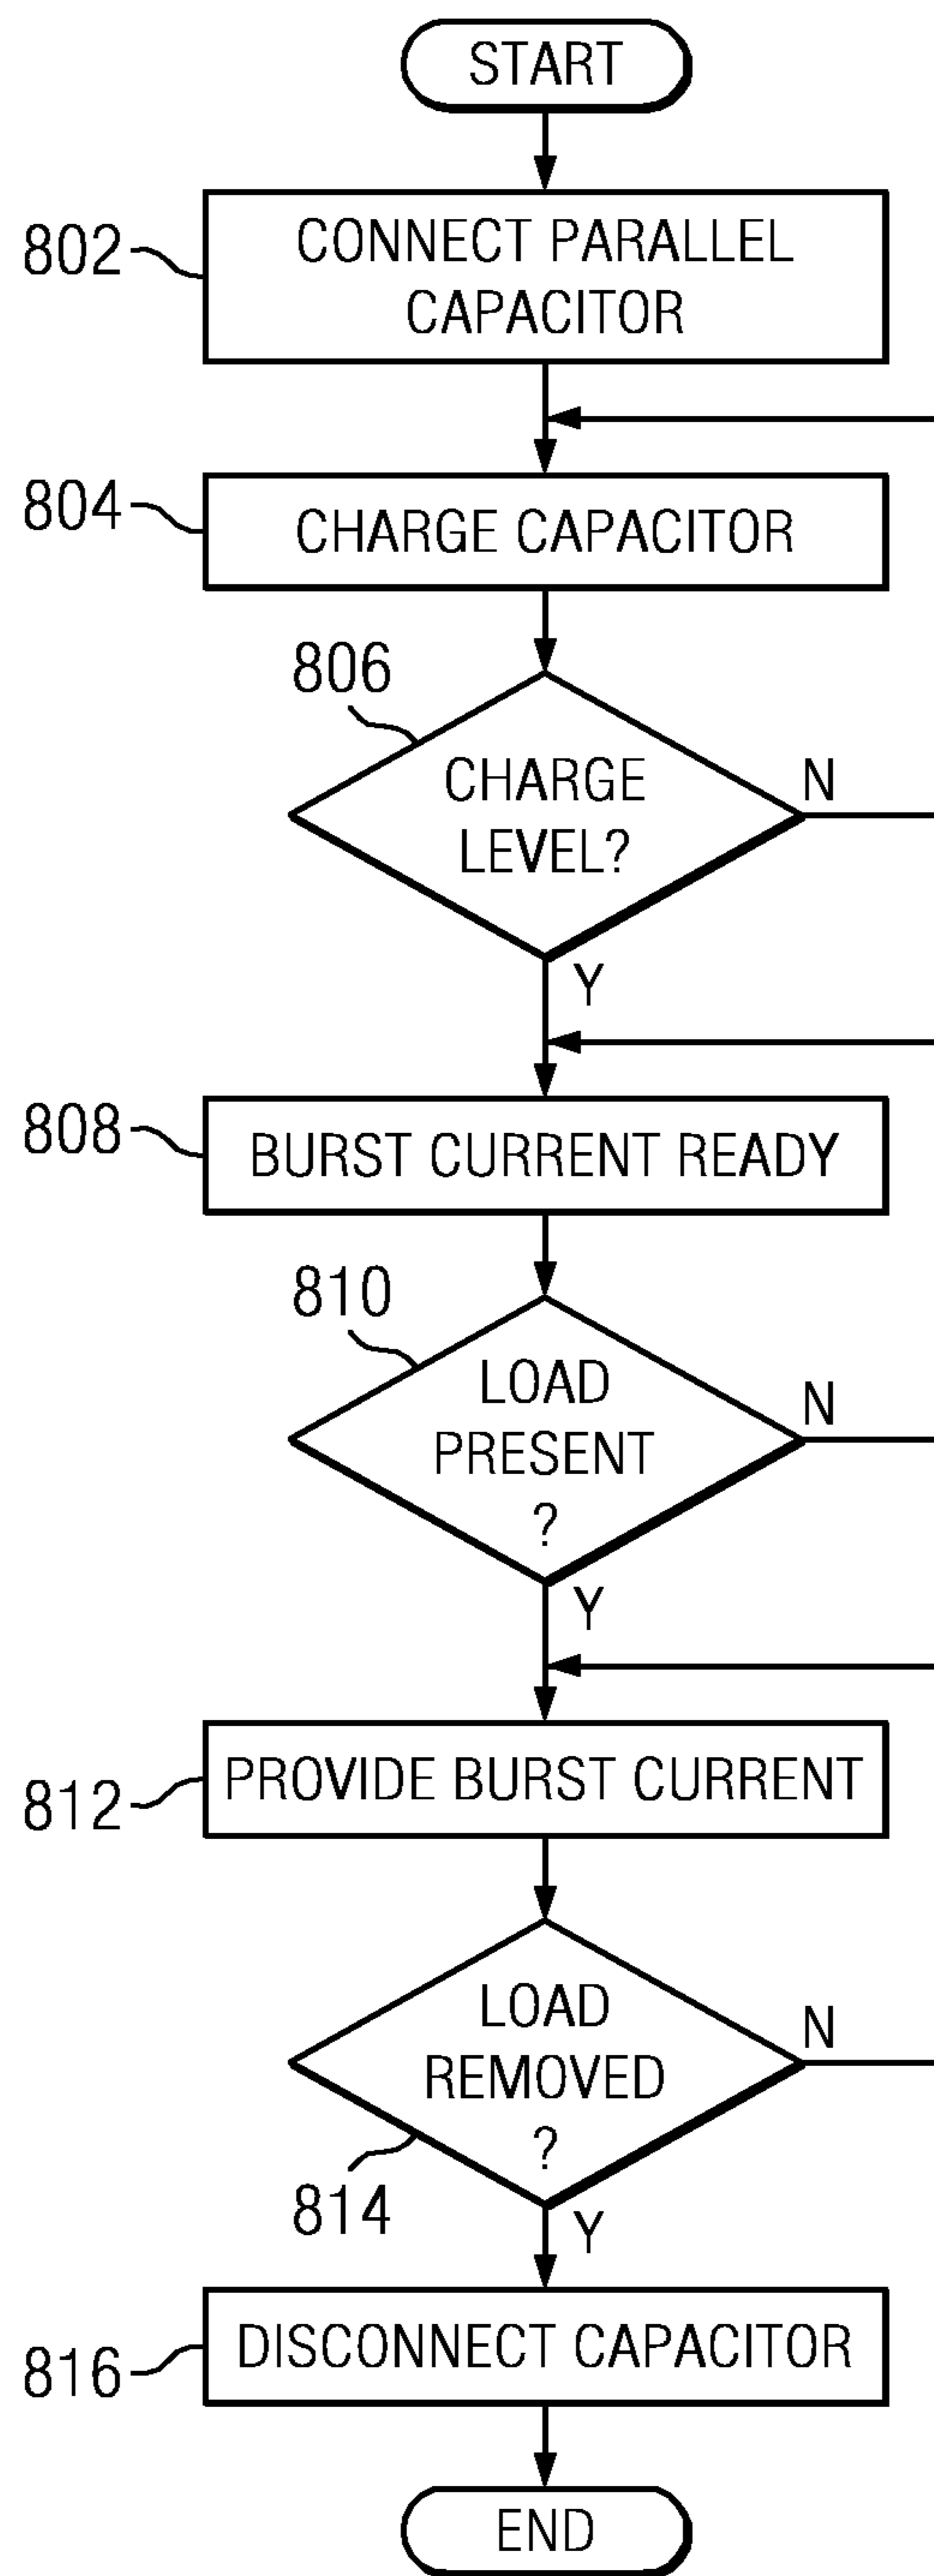 START
802
CONNECT PARALLEL
CAPACITOR
804
CHARGE CAPACITOR
806
CHARGE
LEVEL?
N
Y
808
BURST CURRENT READY
810
LOAD
PRESENT
?
N
Y
812
PROVIDE BURST CURRENT
LOAD
REMOVED
?
N
814
Y
816
DISCONNECT CAPACITOR
END